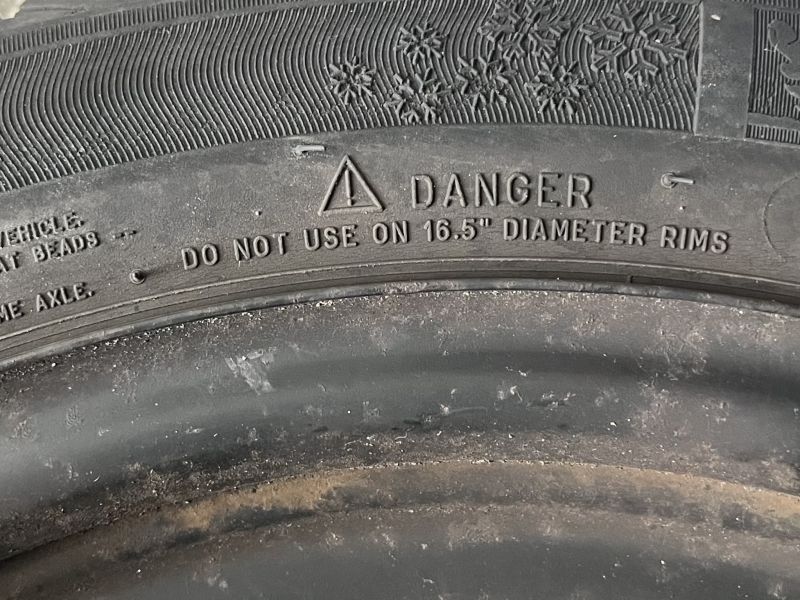 DANGER
DO NOT USE ON 16.5" DIAMETER RIMS
VEHICLE.
AT BEADS ...
ME AXLE.